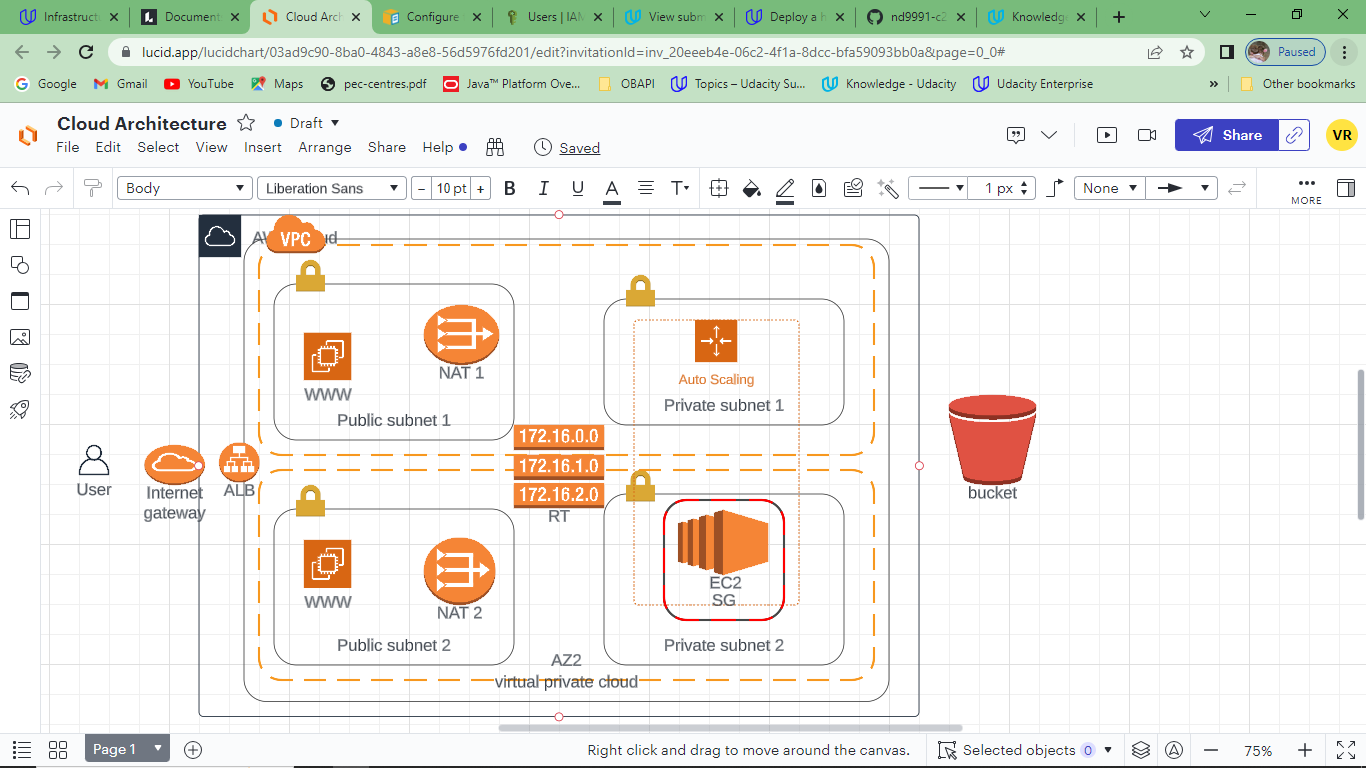 Infrastruct
Document
Cloud Arch
Configure
Users | IAM
View subm
Deploy a h
nd9991-c2
Knowledge
lucid.app/lucidchart/03ad9c90-8ba0-4843-a8e8-56d5976fd201/edit?invitationId=inv_20eeeb4e-06c2-4f1a-8dcc-bfa59093bb0a&page=0_0#
Paused
Google
Gmail
YouTube
Maps
pec-centres.pdf
Java™ Platform Ove...
OBAPI
Topics – Udacity Su...
Knowledge - Udacity
Udacity Enterprise
»
Other bookmarks
Cloud Architecture
Draft
File Edit Select View Insert Arrange Share Help
Saved
Share
VR
Body
Liberation Sans
- 10 pt +
B I U A T
1 px
None
MORE
VPC
NAT 1
WWW
Public subnet 1
Auto Scaling
Private subnet 1
172.16.0.0
172.16.1.0
172.16.2.0
RT
User
Internet
gateway
ALB
bucket
WWW
NAT 2
Public subnet 2
EC2
SG
Private subnet 2
AZ2
virtual private cloud
Page 1
Right click and drag to move around the canvas.
Selected objects 0
75%